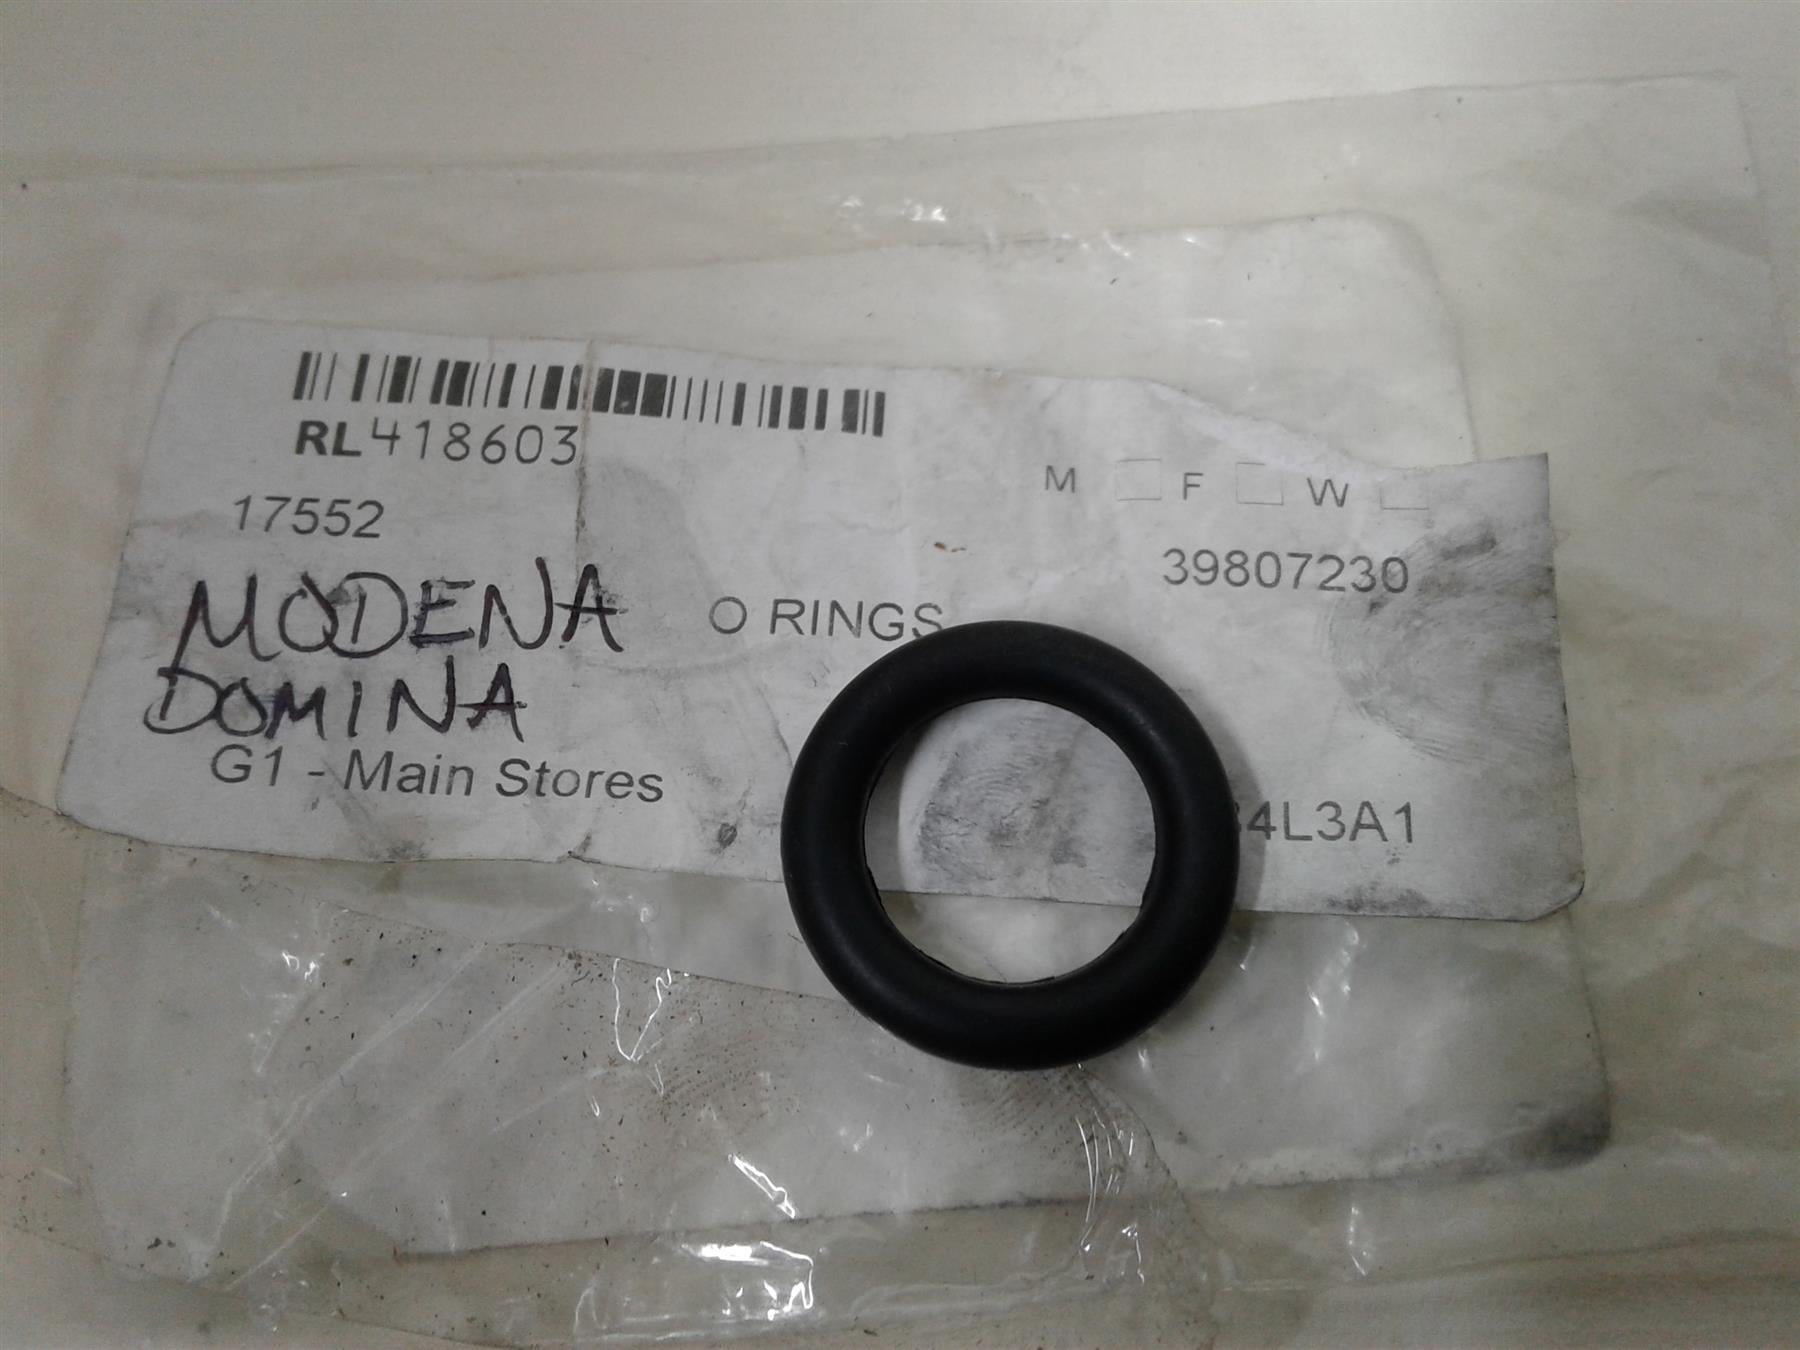 RL418603
M F W
17552
39807230
MODENA
O RINGS
DOMINA
G1 - Main Stores
4L3A1